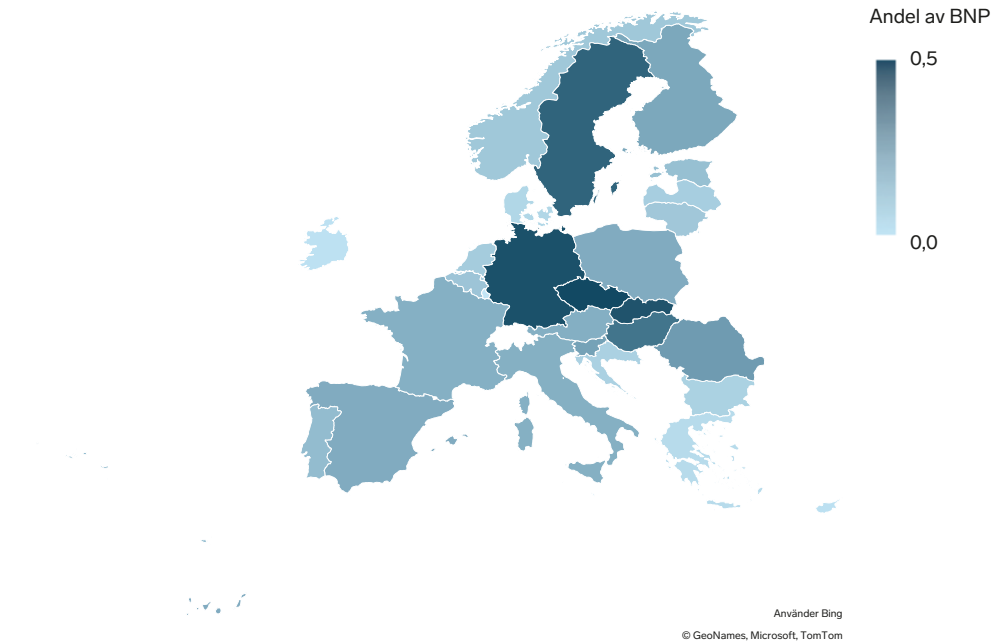 Andel av BNP
0,5
0,0
Använder Bing
© GeoNames, Microsoft, TomTom